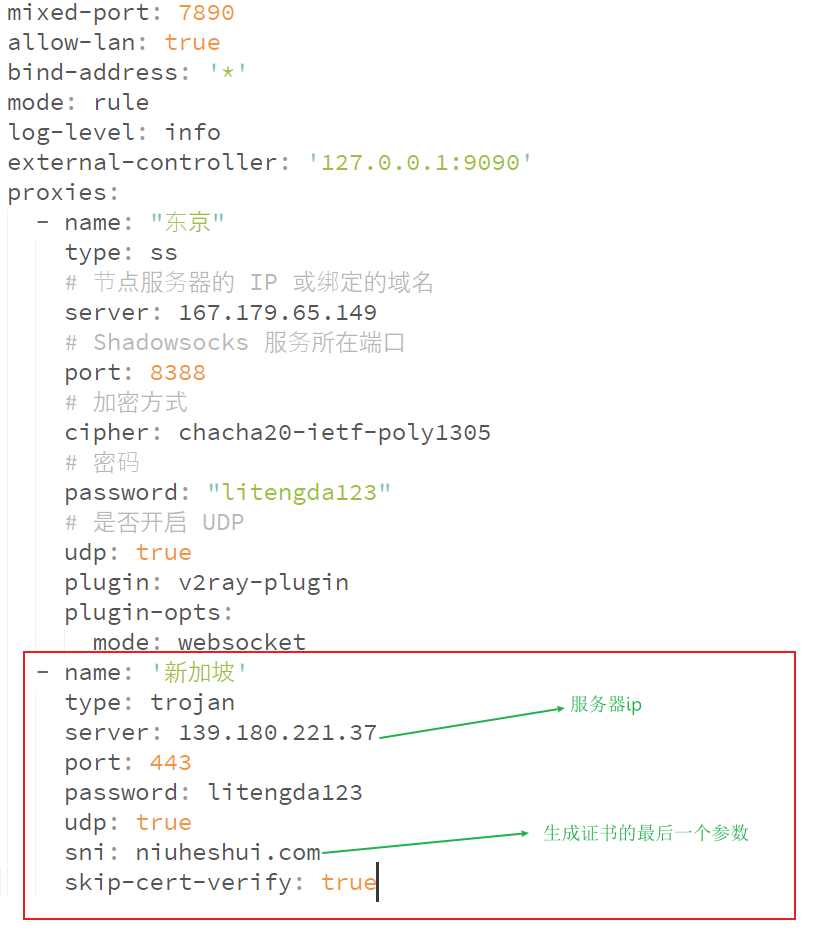 mixed-port: 7890
allow-lan: true
bind-address: '*'
mode: rule
log-level: info
external-controller: '127.0.0.1:9090'
proxies:
- name: "东京"
type: ss
# 节点服务器的 IP 或绑定的域名
server: 167.179.65.149
# Shadowsocks 服务所在端口
port: 8388
# 加密方式
cipher: chacha20-ietf-poly1305
# 密码
password: "litengda123"
# 是否开启 UDP
udp: true
plugin: v2ray-plugin
plugin-opts:
mode: websocket
- name: '新加坡'
type: trojan
server: 139.180.221.37 服务器ip
port: 443
password: litengda123
udp: true
sni: niuheshui.com 生成证书的最后一个参数
skip-cert-verify: true